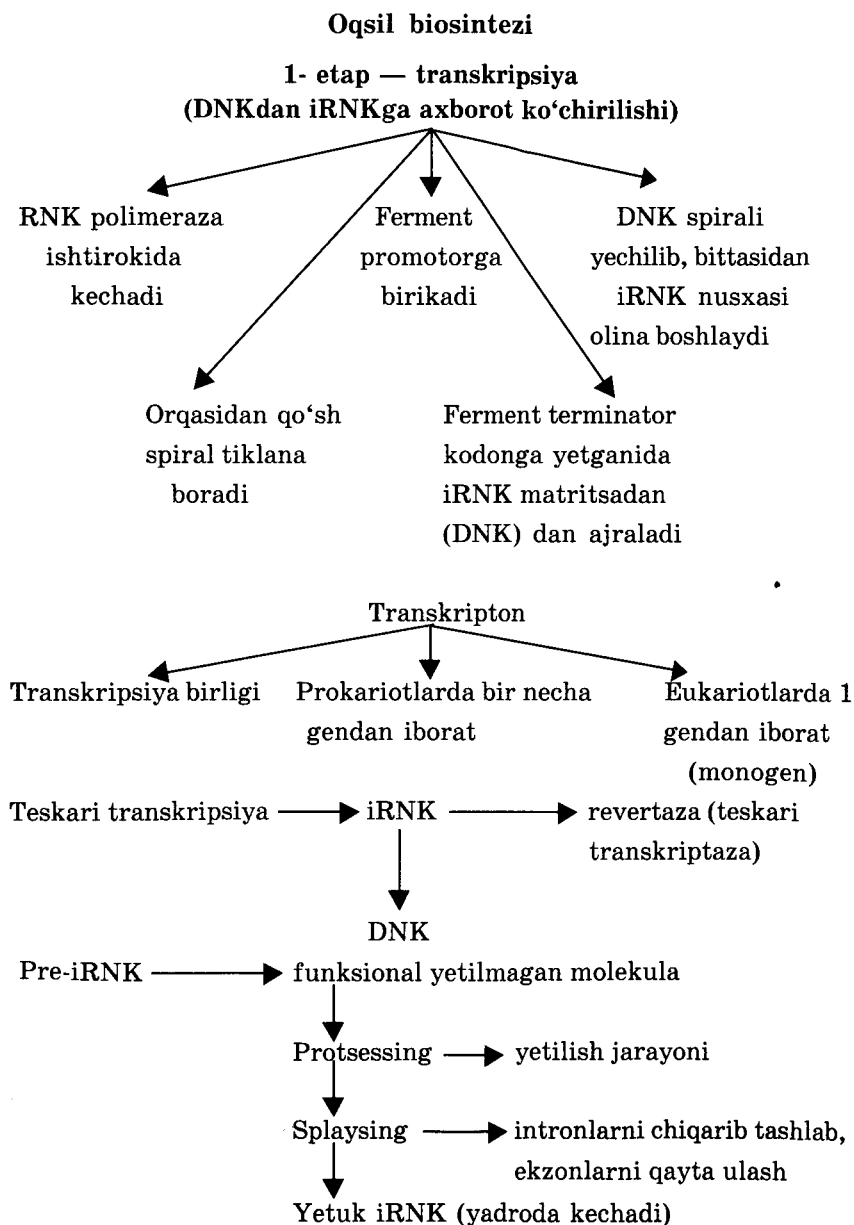 Oqsil biosintezi
1- etap — transkripsiya
(DNKdan iRNKga axborot ko‘chirilishi)
RNK polimeraza
ishtirokida
kechadi
Ferment
promotorga
birikadi
DNK spirali
yechilib, bittasidan
iRNK nusxasi
olina boshlaydi
Orqasidan qo‘sh
spiral tiklana
boradi
Ferment terminator
kodonga yetganida
iRNK matritsadan
(DNK) dan ajraladi
Transkripton
Transkripsiya birligi
Prokariotlarda bir necha
gendan iborat
Eukariotlarda 1
gendan iborat
(monogen)
Teskari transkripsiya
iRNK
revertaza (teskari
transkriptaza)
DNK
Pre-iRNK
funksional yetilmagan molekula
Protsessing
yetilish jarayoni
Splaysing
intronlarni chiqarib tashlab,
ekzonlarni qayta ulash
Yetuk iRNK (yadroda kechadi)